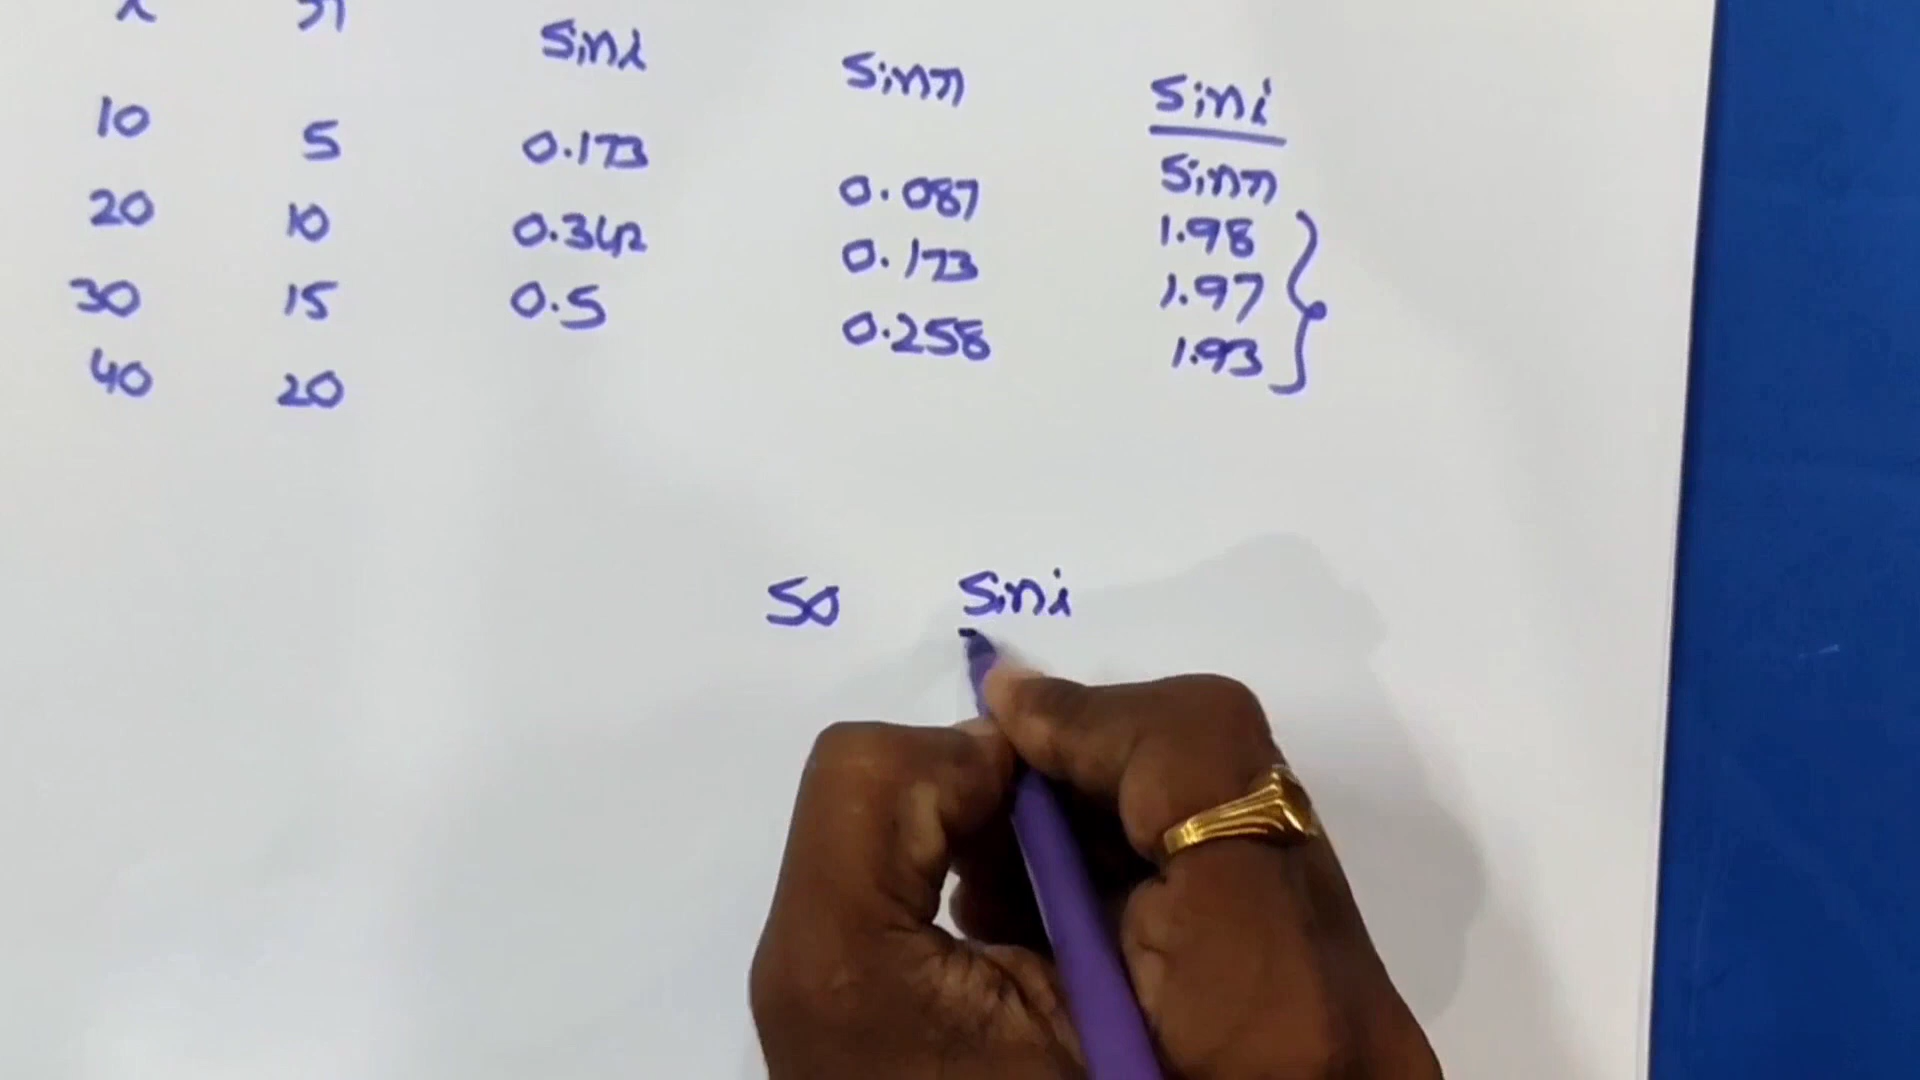 i r sini sinr sini
sinr
10 5 0.173 0.087 1.98
20 10 0.342 0.173 1.97
30 15 0.5 0.258 1.93
40 20
So sini